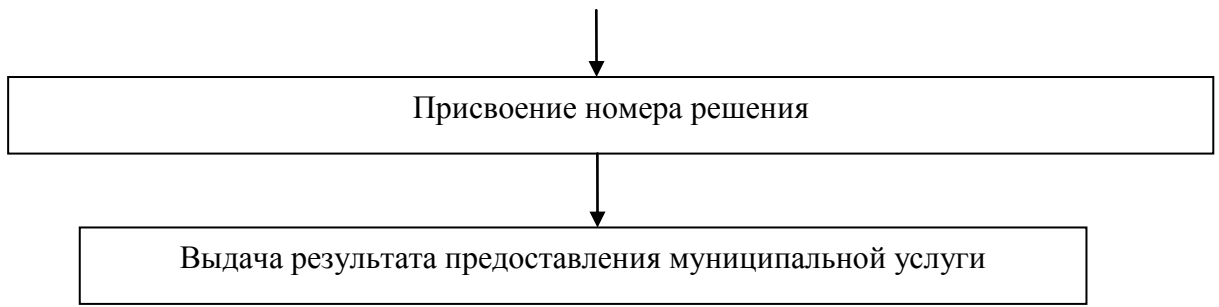 Присвоение номера решения
Выдача результата предоставления муниципальной услуги